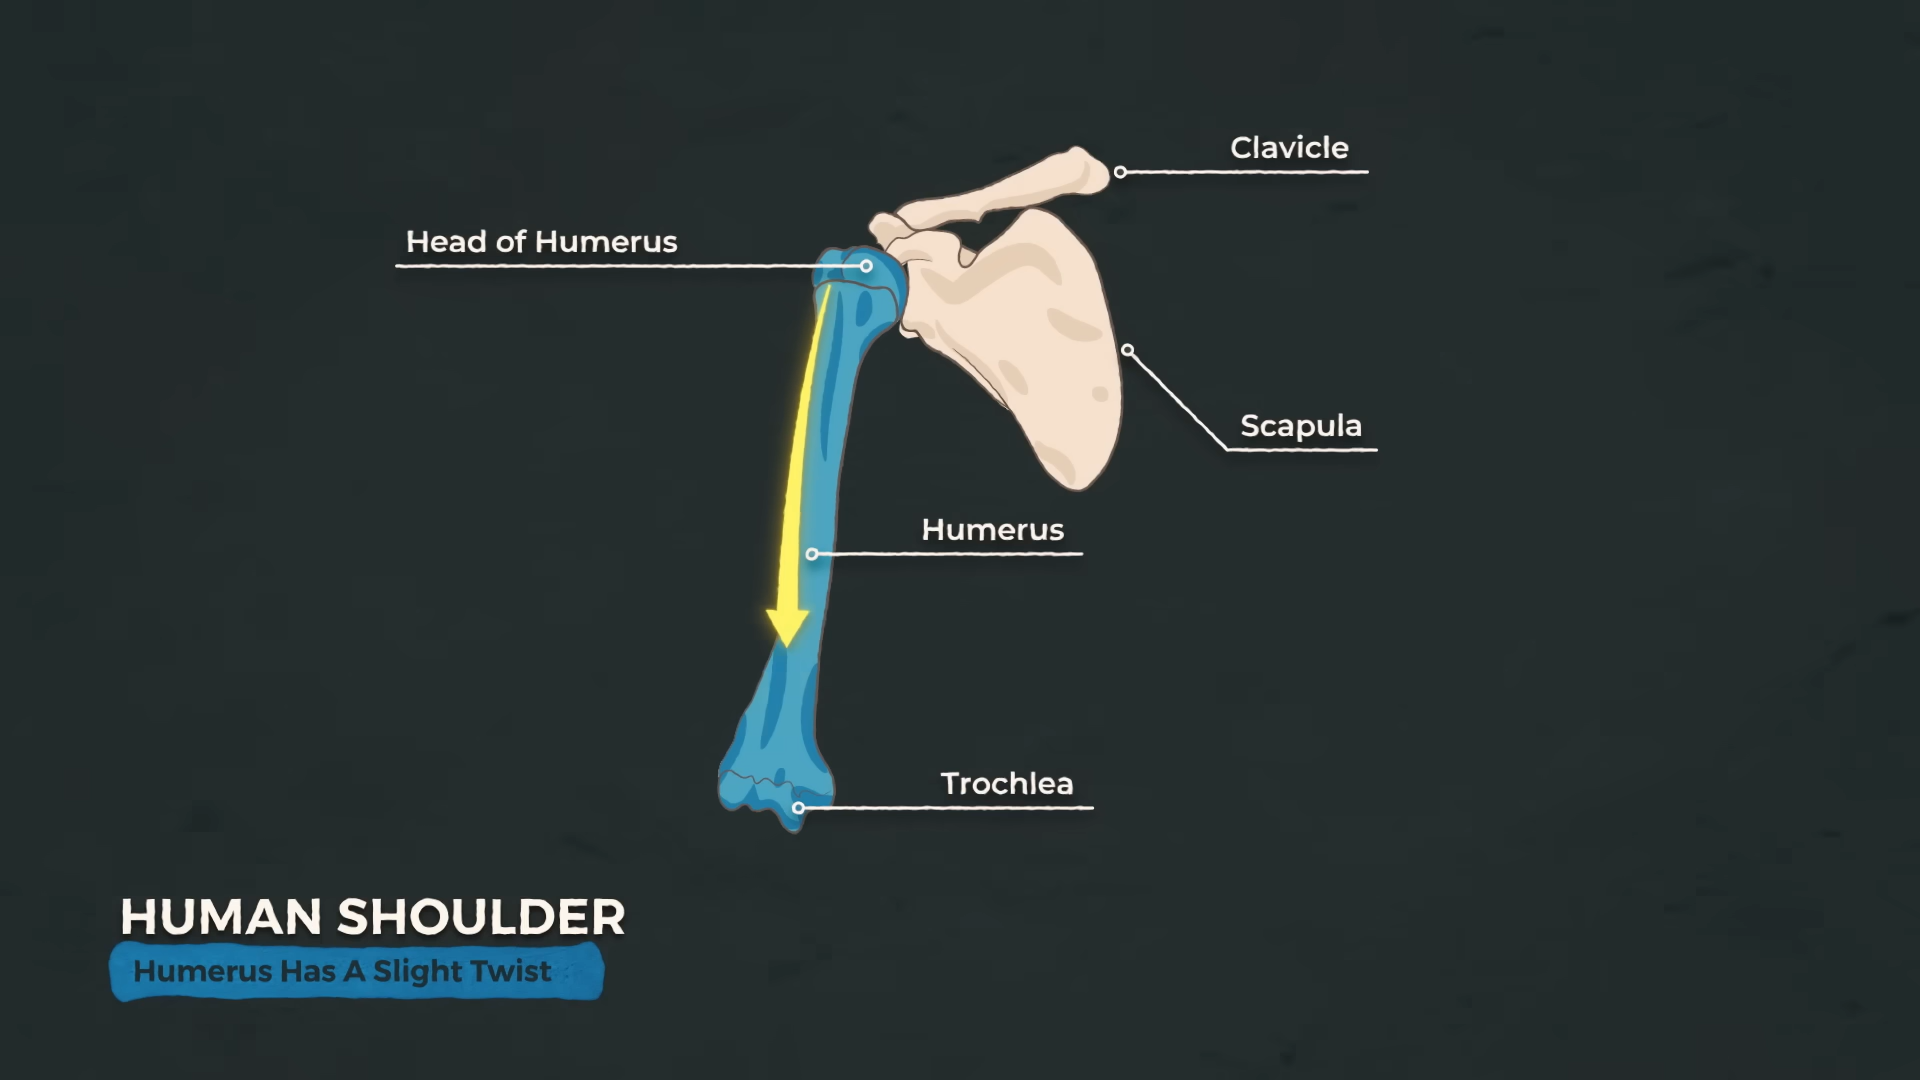 Clavicle
Head of Humerus
Scapula
Humerus
Trochlea
HUMAN SHOULDER
Humerus Has A Slight Twist